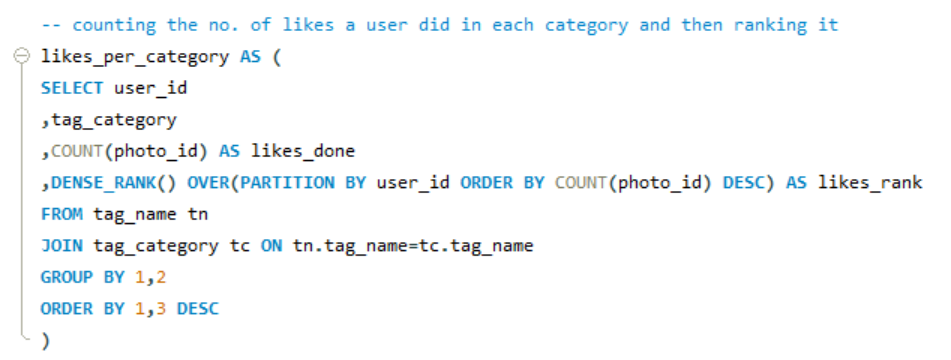 -- counting the no. of likes a user did in each category and then ranking it
likes_per_category AS (
SELECT user_id
,tag_category
,COUNT(photo_id) AS likes_done
,DENSE_RANK() OVER(PARTITION BY user_id ORDER BY COUNT(photo_id) DESC) AS likes_rank
FROM tag_name tn
JOIN tag_category tc ON tn.tag_name=tc.tag_name
GROUP BY 1,2
ORDER BY 1,3 DESC
)